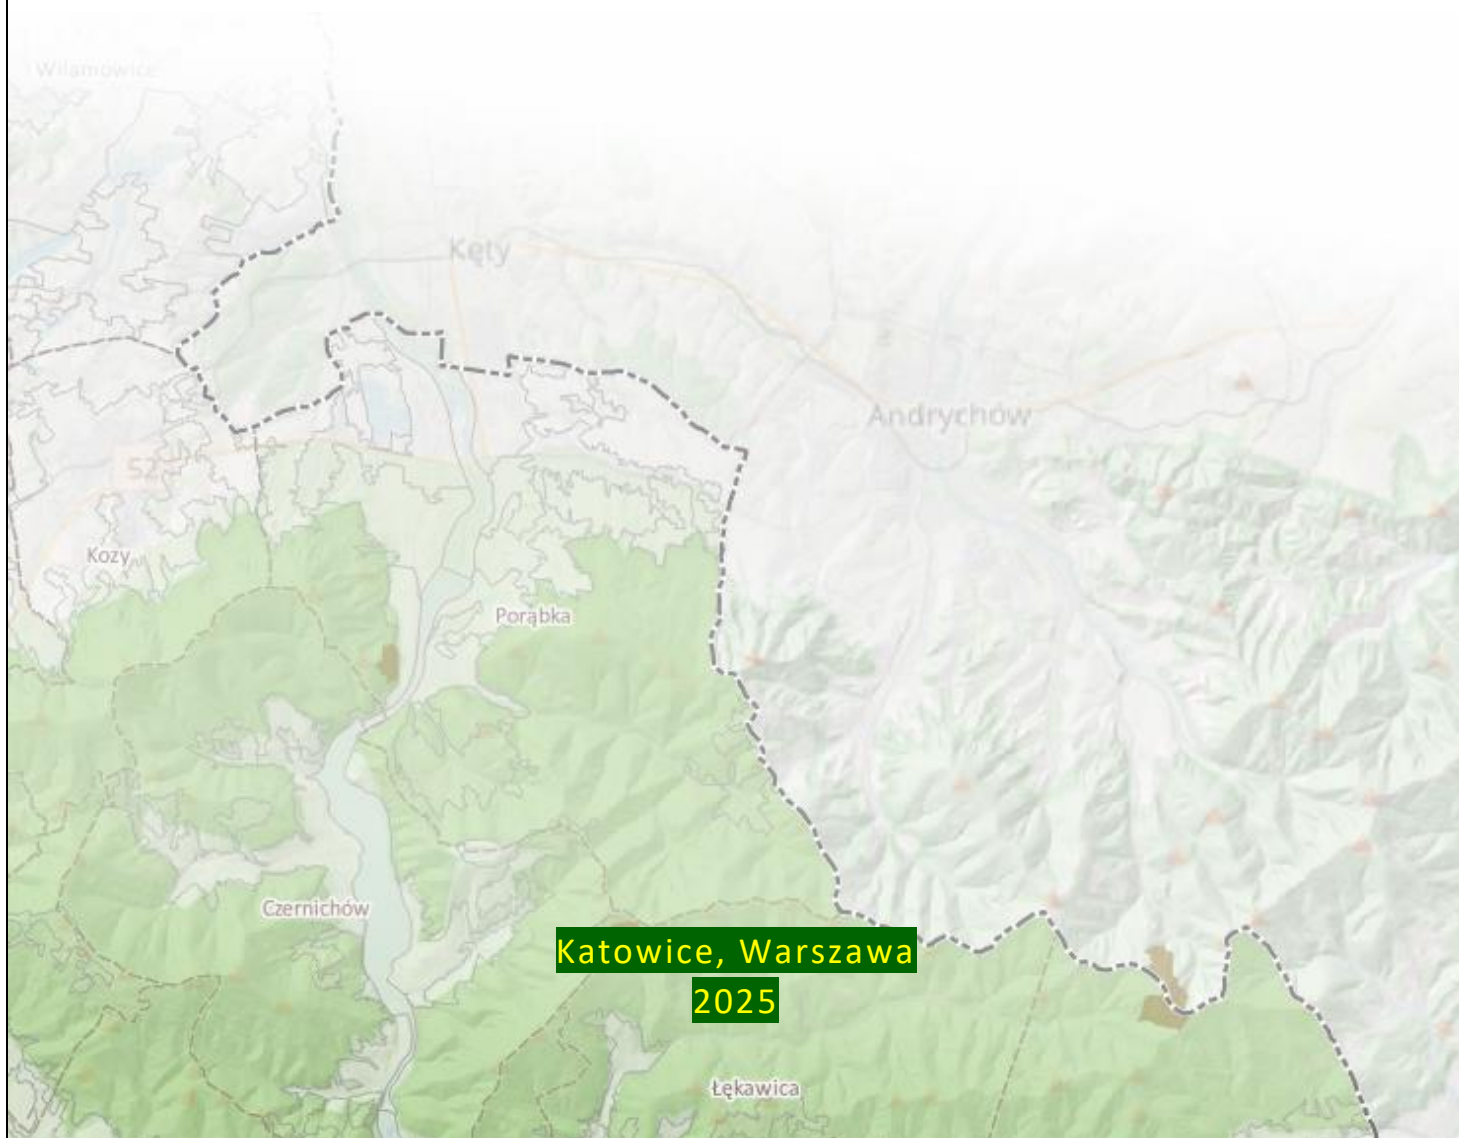 Wilamowice
Kęty
Andrychów
52
Kozy
Porąbka
Czernichów
Katowice, Warszawa
2025
Łękawica